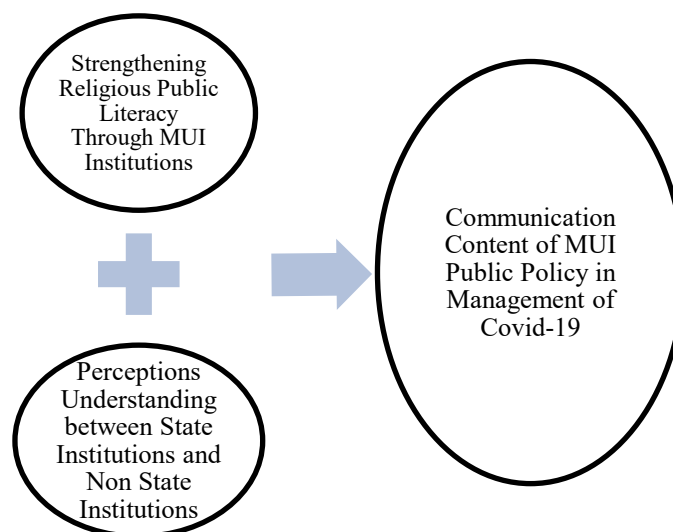 Strengthening
Religious Public
Literacy
Through MUI
Institutions
Perceptions
Understanding
between State
Institutions and
Non State
Institutions
Communication
Content of MUI
Public Policy in
Management of
Covid-19